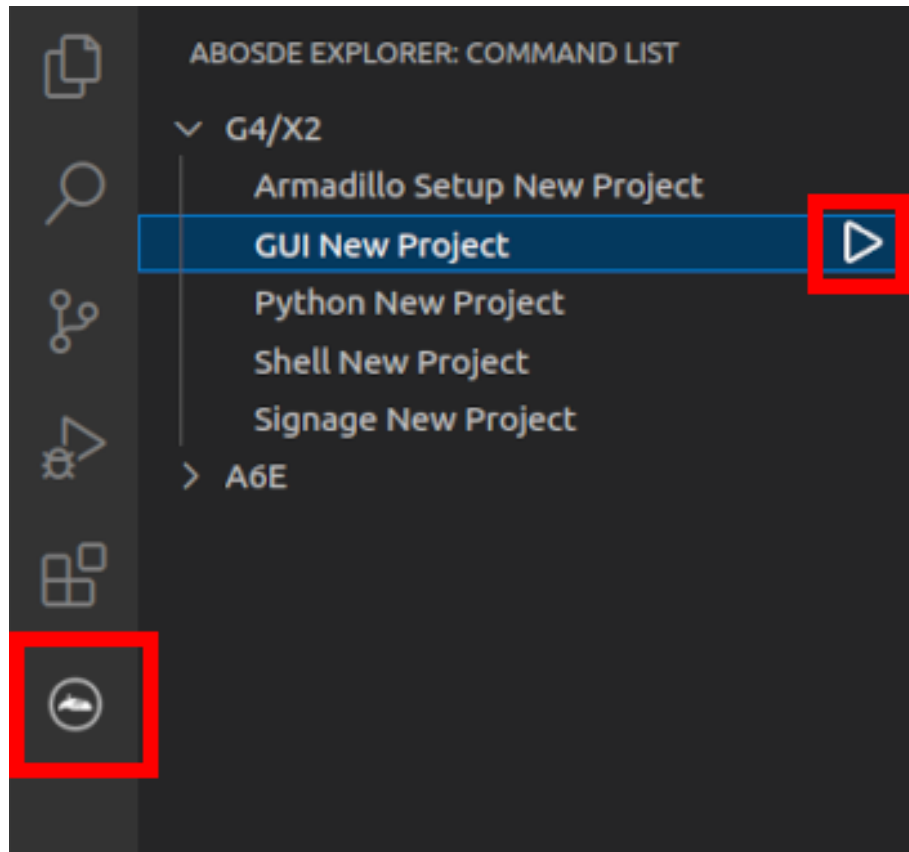 ABOSDE EXPLORER: COMMAND LIST
G4/X2
Armadillo Setup New Project
GUI New Project
Python New Project
Shell New Project
Signage New Project
A6E